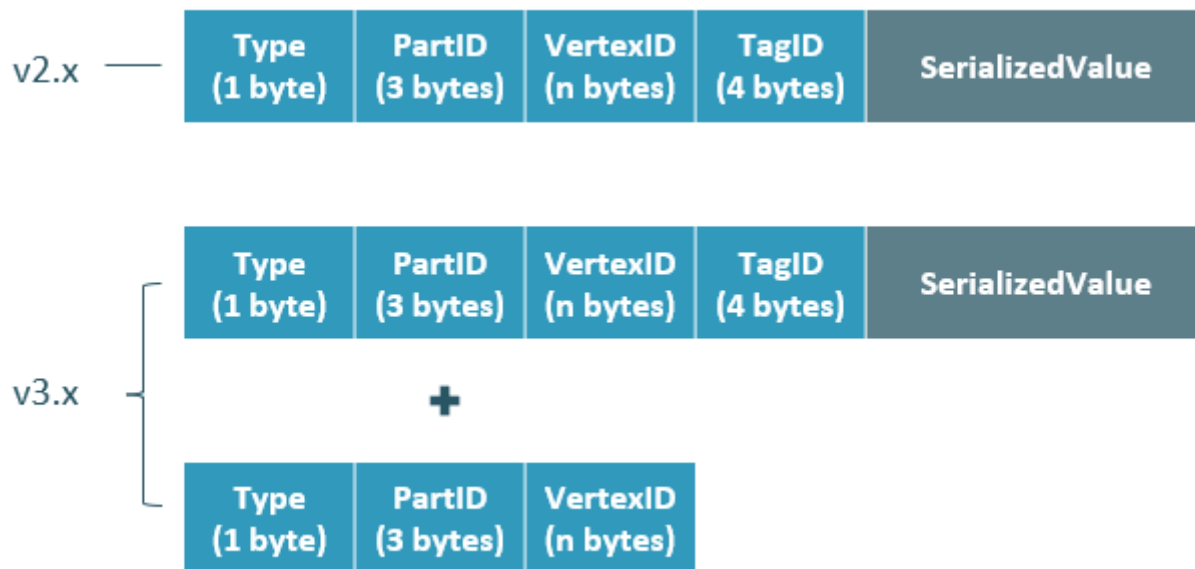 v2.x
Type
(1 byte)
PartID
(3 bytes)
VertexID
(n bytes)
TagID
(4 bytes)
SerializedValue
v3.x
Type
(1 byte)
PartID
(3 bytes)
VertexID
(n bytes)
TagID
(4 bytes)
SerializedValue
+
Type
(1 byte)
PartID
(3 bytes)
VertexID
(n bytes)